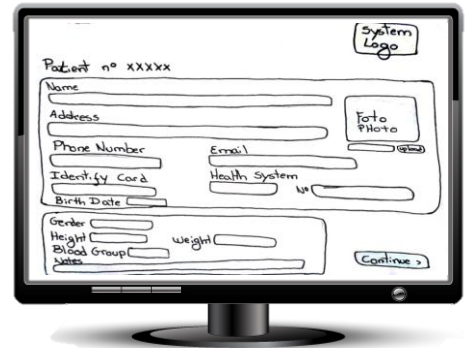 System
Logo
Patient nº xxxxx
Name
Address
Foto
PHoto
upload
Phone Number
Email
Identify Card
Health System
Nº
Birth Date
Gender
Height
Weight
Blood Group
Notes
Continue >